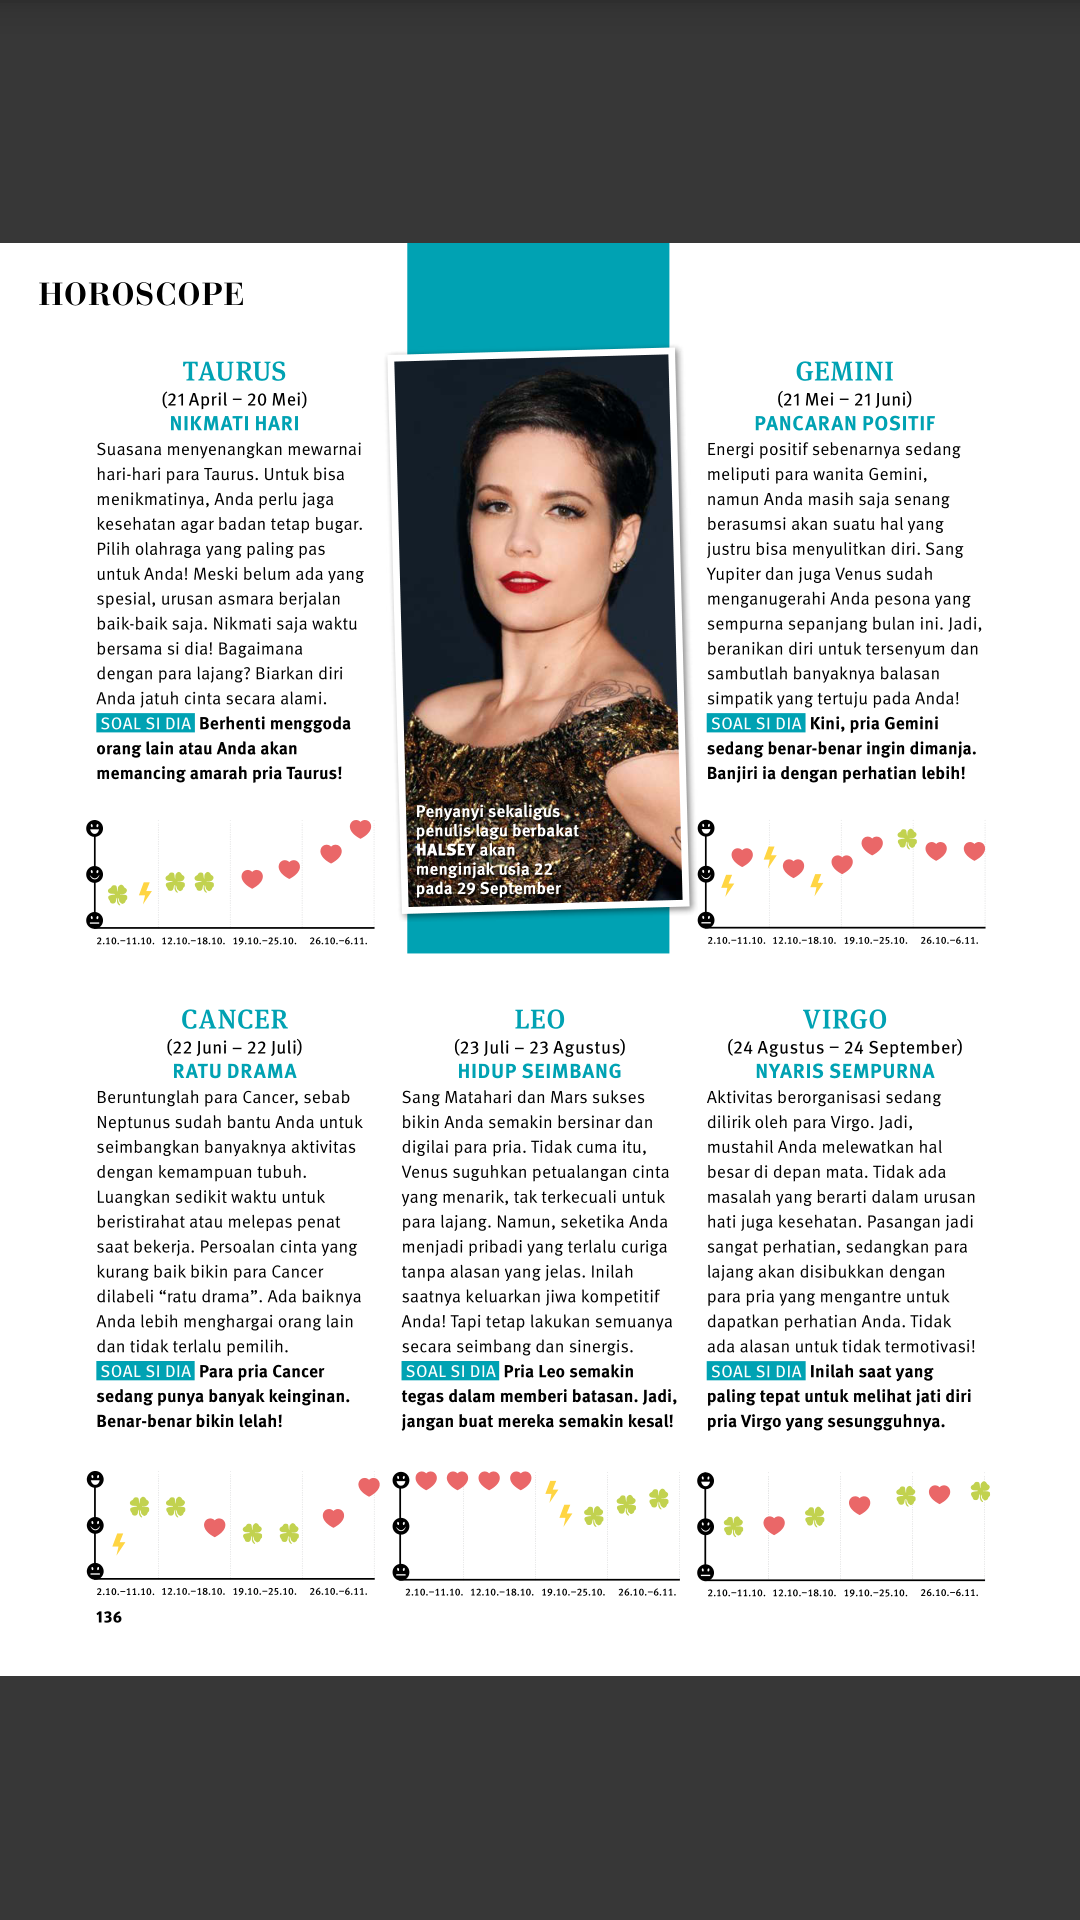 HOROSCOPE
TAURUS
(21 April – 20 Mei)
NIKMATI HARI
Suasana menyenangkan mewarnai
hari-hari para Taurus. Untuk bisa
menikmatinya, Anda perlu jaga
kesehatan agar badan tetap bugar.
Pilih olahraga yang paling pas
untuk Anda! Meski belum ada yang
spesial, urusan asmara berjalan
baik-baik saja. Nikmati saja waktu
bersama si dia! Bagaimana
dengan para lajang? Biarkan diri
Anda jatuh cinta secara alami.
SOAL SI DIA Berhenti menggoda
orang lain atau Anda akan
memancing amarah pria Taurus!
2.10.–11.10. 12.10.–18.10. 19.10.–25.10. 26.10.–6.11.
Penyanyi sekaligus
penulis lagu berbakat
HALSEY akan
menginjak usia 22
pada 29 September
GEMINI
(21 Mei – 21 Juni)
PANCARAN POSITIF
Energi positif sebenarnya sedang
meliputi para wanita Gemini,
namun Anda masih saja senang
berasumsi akan suatu hal yang
justru bisa menyulitkan diri. Sang
Yupiter dan juga Venus sudah
menganugerahi Anda pesona yang
sempurna sepanjang bulan ini. Jadi,
beranikan diri untuk tersenyum dan
sambutlah banyaknya balasan
simpatik yang tertuju pada Anda!
SOAL SI DIA Kini, pria Gemini
sedang benar-benar ingin dimanja.
Banjiri ia dengan perhatian lebih!
2.10.–11.10. 12.10.–18.10. 19.10.–25.10. 26.10.–6.11.
CANCER
(22 Juni – 22 Juli)
RATU DRAMA
Beruntunglah para Cancer, sebab
Neptunus sudah bantu Anda untuk
seimbangkan banyaknya aktivitas
dengan kemampuan tubuh.
Luangkan sedikit waktu untuk
beristirahat atau melepas penat
saat bekerja. Persoalan cinta yang
kurang baik bikin para Cancer
dilabeli “ratu drama”. Ada baiknya
Anda lebih menghargai orang lain
dan tidak terlalu pemilih.
SOAL SI DIA Para pria Cancer
sedang punya banyak keinginan.
Benar-benar bikin lelah!
2.10.–11.10. 12.10.–18.10. 19.10.–25.10. 26.10.–6.11.
LEO
(23 Juli – 23 Agustus)
HIDUP SEIMBANG
Sang Matahari dan Mars sukses
bikin Anda semakin bersinar dan
digilai para pria. Tidak cuma itu,
Venus suguhkan petualangan cinta
yang menarik, tak terkecuali untuk
para lajang. Namun, seketika Anda
menjadi pribadi yang terlalu curiga
tanpa alasan yang jelas. Inilah
saatnya keluarkan jiwa kompetitif
Anda! Tapi tetap lakukan semuanya
secara seimbang dan sinergis.
SOAL SI DIA Pria Leo semakin
tegas dalam memberi batasan. Jadi,
jangan buat mereka semakin kesal!
2.10.–11.10. 12.10.–18.10. 19.10.–25.10. 26.10.–6.11.
VIRGO
(24 Agustus – 24 September)
NYARIS SEMPURNA
Aktivitas berorganisasi sedang
dilirik oleh para Virgo. Jadi,
mustahil Anda melewatkan hal
besar di depan mata. Tidak ada
masalah yang berarti dalam urusan
hati juga kesehatan. Pasangan jadi
sangat perhatian, sedangkan para
lajang akan disibukkan dengan
para pria yang mengantre untuk
dapatkan perhatian Anda. Tidak
ada alasan untuk tidak termotivasi!
SOAL SI DIA Inilah saat yang
paling tepat untuk melihat jati diri
pria Virgo yang sesungguhnya.
2.10.–11.10. 12.10.–18.10. 19.10.–25.10. 26.10.–6.11.
136